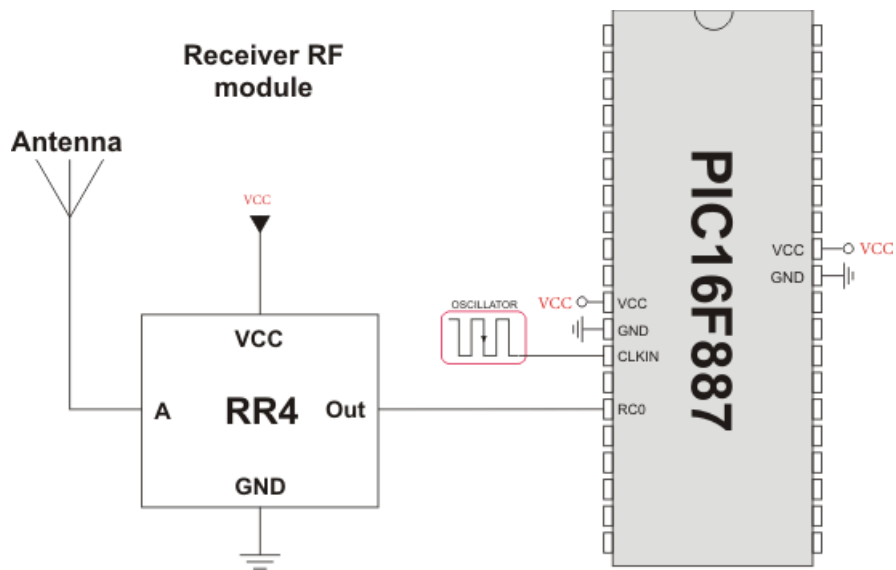 Receiver RF
module
Antenna
VCC
VCC
A
RR4
Out
GND
OSCILLATOR
VCC
VCC
GND
CLKIN
RC0
PIC16F887
VCC
VCC
GND